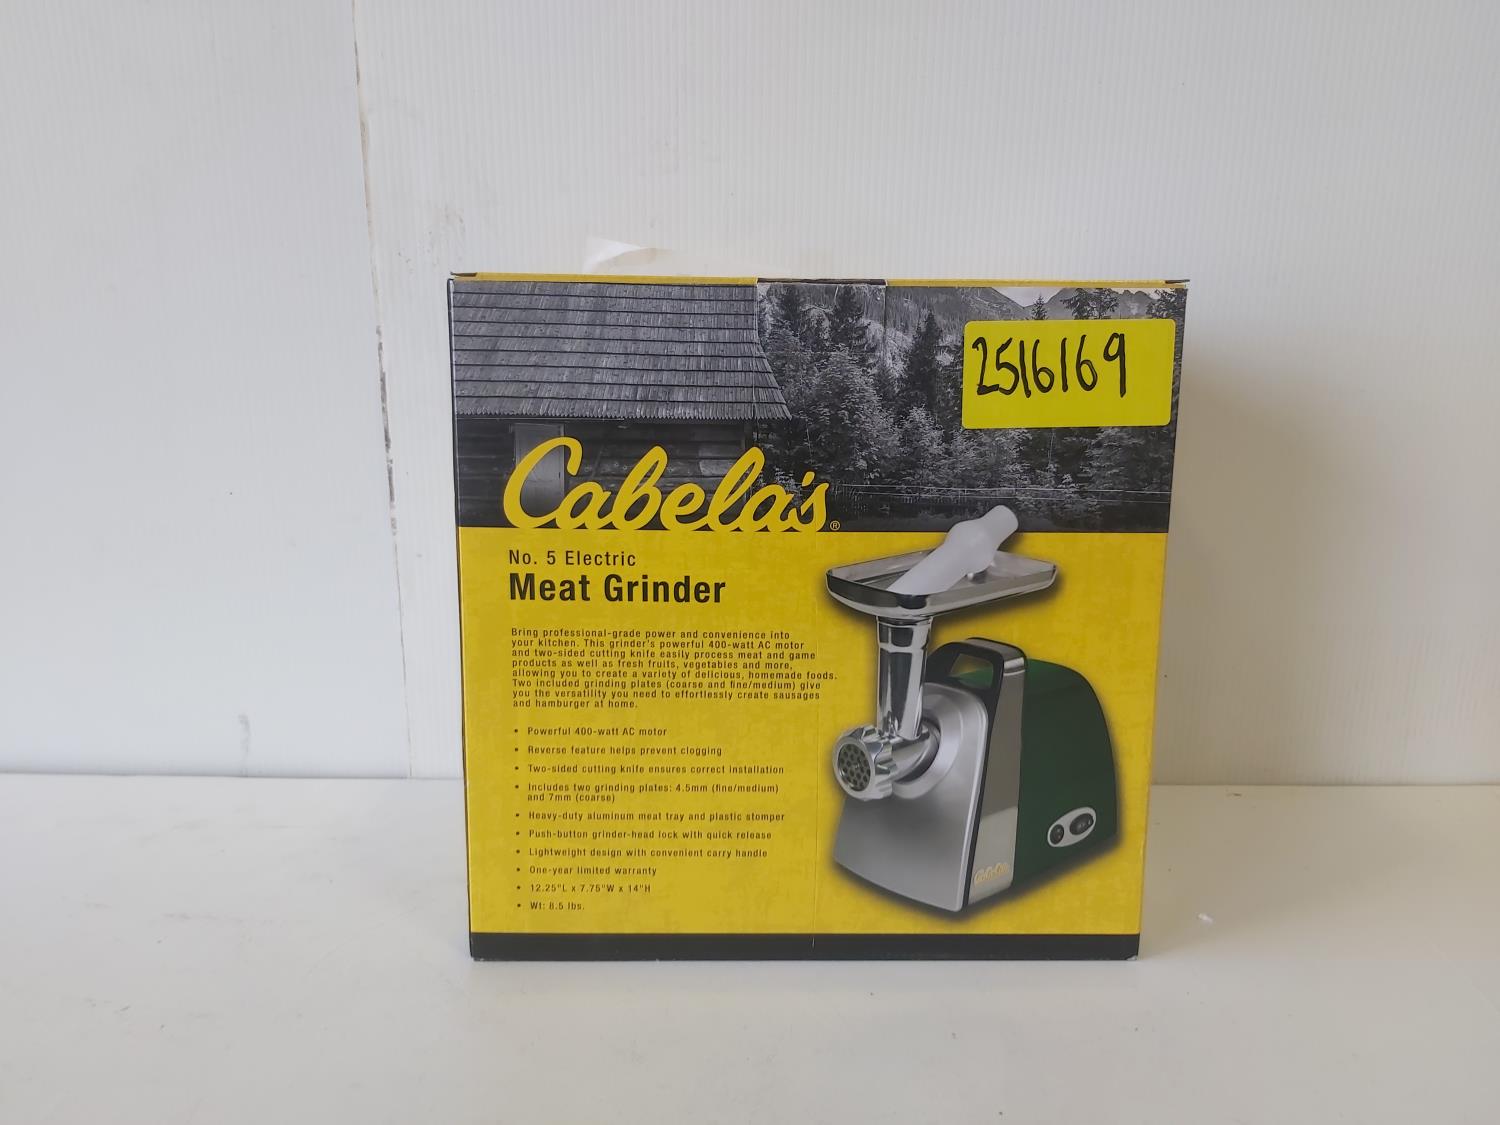 2516169
Cabela's®
No. 5 Electric
Meat Grinder
Bring professional-grade power and convenience into
your kitchen. This grinder's powerful 400-watt AC motor
and two-sided cutting knife easily process meat and game
products as well as fresh fruits, vegetables and more,
allowing you to create a variety of delicious, homemade foods.
Two included grinding plates (coarse and fine/medium) give
you the versatility you need to effortlessly create sausages
and hamburger at home.
• Powerful 400-watt AC motor
• Reverse feature helps prevent clogging
• Two-sided cutting knife ensures correct installation
• Includes two grinding plates: 4.5mm (fine/medium)
and 7mm (coarse)
• Heavy-duty aluminum meat tray and plastic stomper
• Push-button grinder-head lock with quick release
• Lightweight design with convenient carry handle
• One-year limited warranty
• 12.25"L x 7.75"W x 14"H
• Wt: 8.5 lbs.
Cabela's